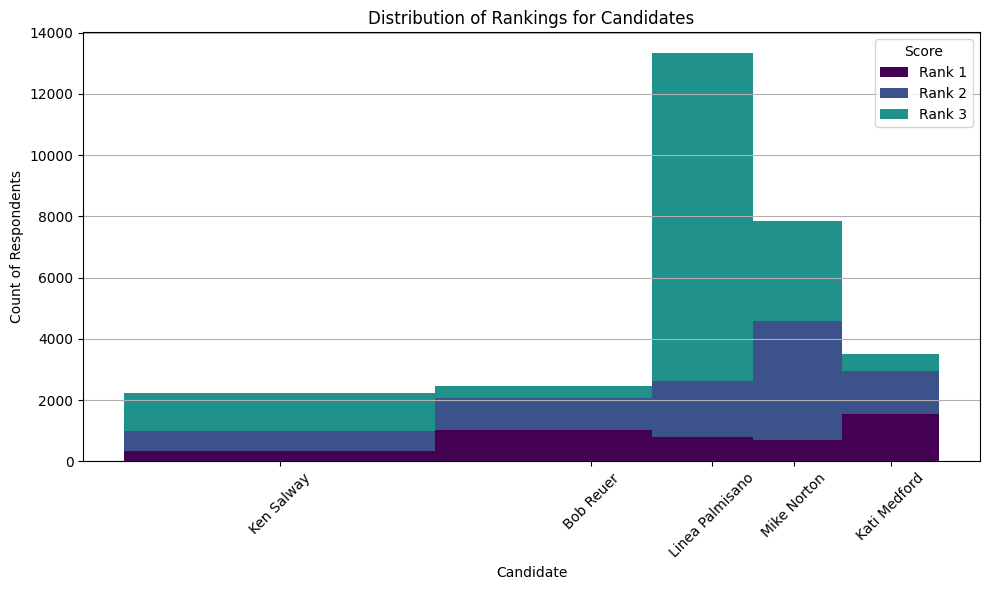 Distribution of Rankings for Candidates
14000
12000
10000
8000
6000
4000
2000
0
Count of Respondents
Score
Rank 1
Rank 2
Rank 3
Ken Salway
Bob Reuer
Linea Palmisano
Mike Norton
Kati Medford
Candidate